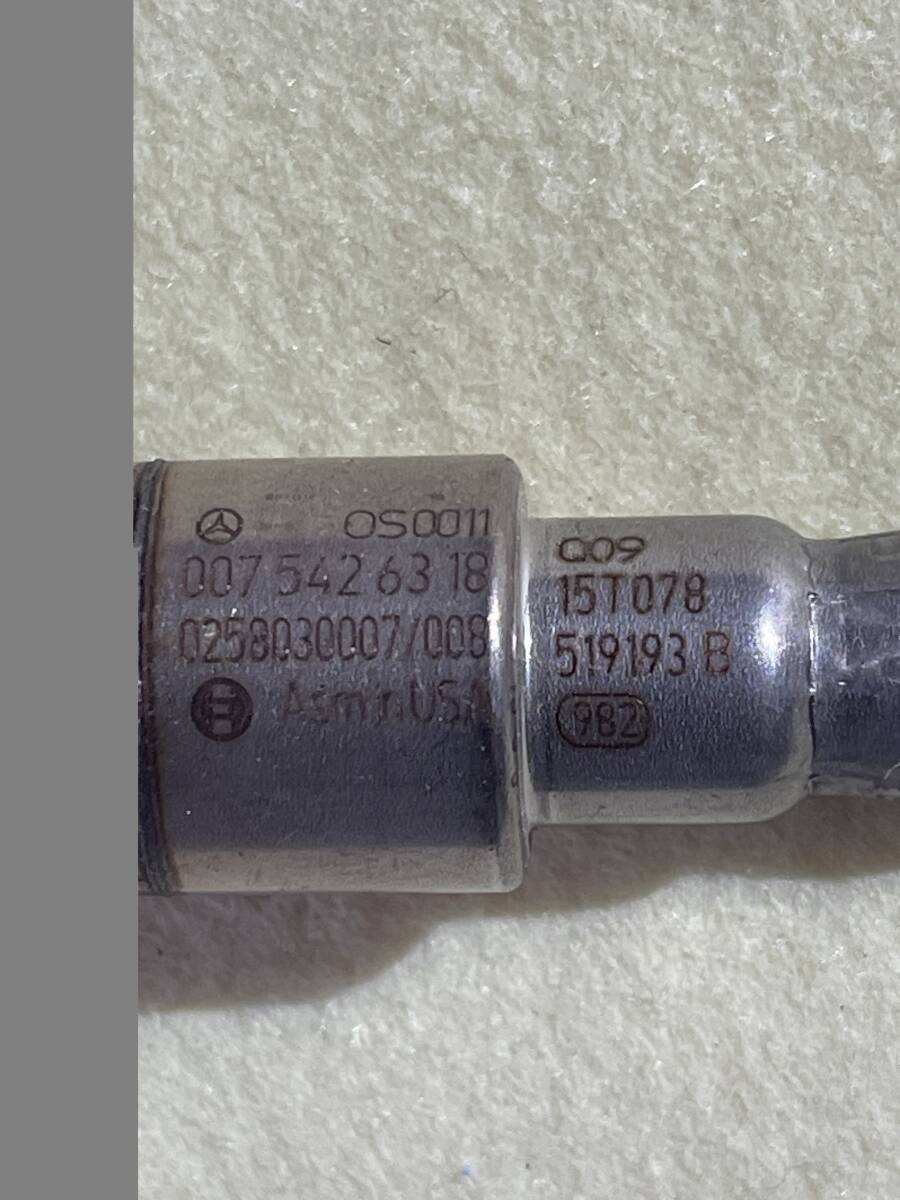 OS0011
007 542 63 18
0258030007/008
Asm in USA
Q09
15T078
519193 B
982